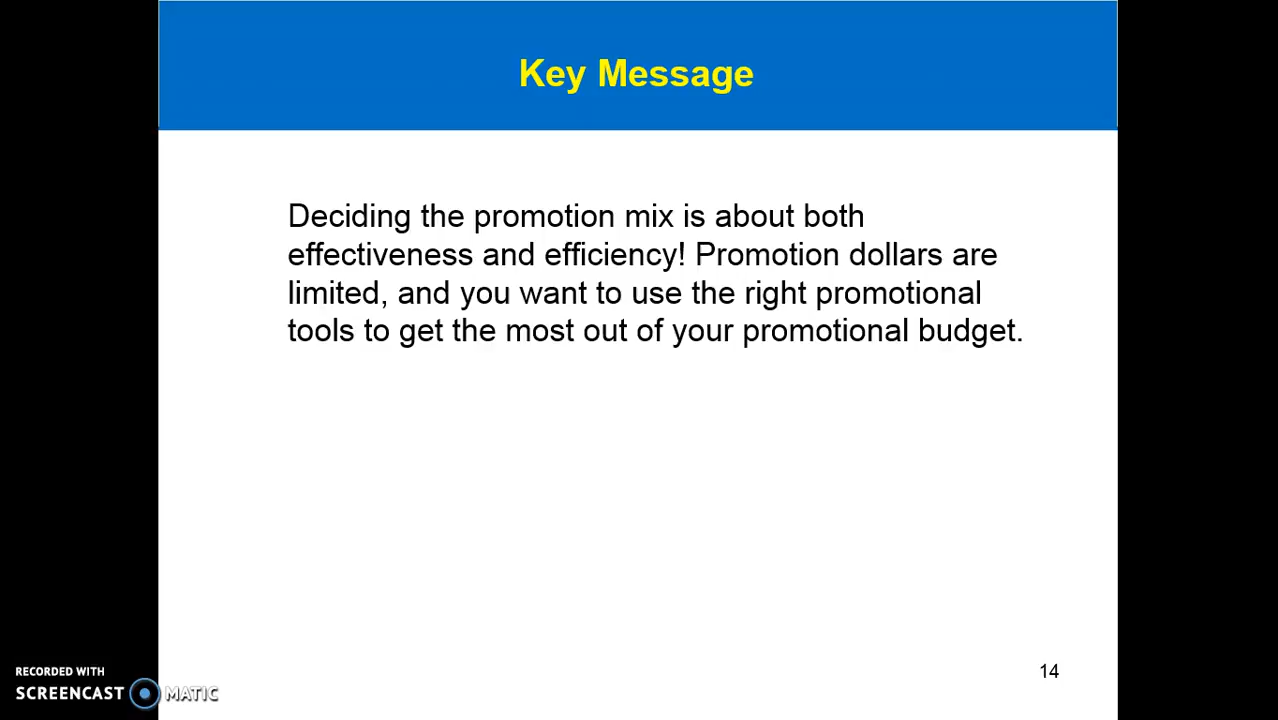 Key Message
Deciding the promotion mix is about both
effectiveness and efficiency! Promotion dollars are
limited, and you want to use the right promotional
tools to get the most out of your promotional budget.
14
RECORDED WITH
SCREENCAST MATIC